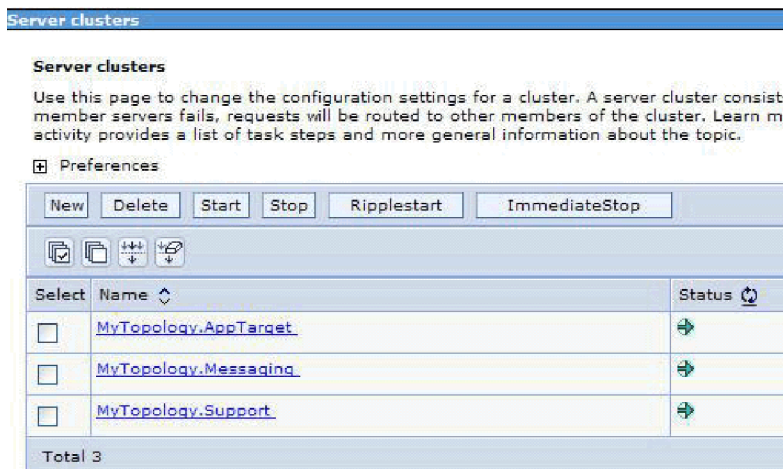 Server clusters
Server clusters
Use this page to change the configuration settings for a cluster. A server cluster consist
member servers fails, requests will be routed to other members of the cluster. Learn m
activity provides a list of task steps and more general information about the topic.
Preferences
New Delete Start Stop Ripplestart ImmediateStop
Select Name Status
MyTopology.AppTarget
MyTopology.Messaging
MyTopology.Support
Total 3